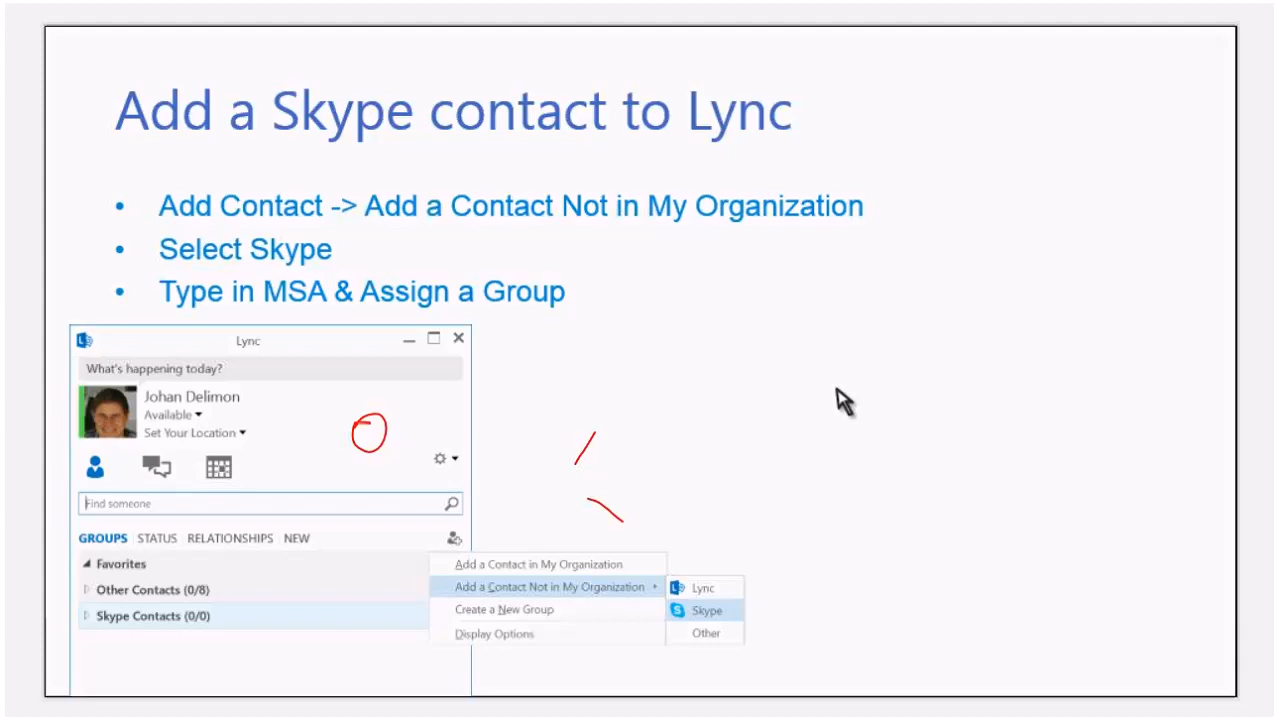 Add a Skype contact to Lync
• Add Contact -> Add a Contact Not in My Organization
• Select Skype
• Type in MSA & Assign a Group
Lync
What's happening today?
Johan Delimon
Available
Set Your Location
Find someone
GROUPS STATUS RELATIONSHIPS NEW
Favorites
Other Contacts (0/8)
Skype Contacts (0/0)
Add a Contact in My Organization
Add a Contact Not in My Organization
Create a New Group
Display Options
Lync
Skype
Other